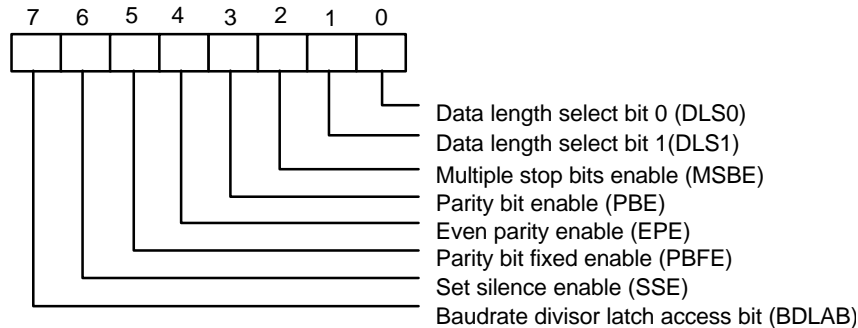 7 6 5 4 3 2 1 0
Data length select bit 0 (DLS0)
Data length select bit 1(DLS1)
Multiple stop bits enable (MSBE)
Parity bit enable (PBE)
Even parity enable (EPE)
Parity bit fixed enable (PBFE)
Set silence enable (SSE)
Baudrate divisor latch access bit (BDLAB)